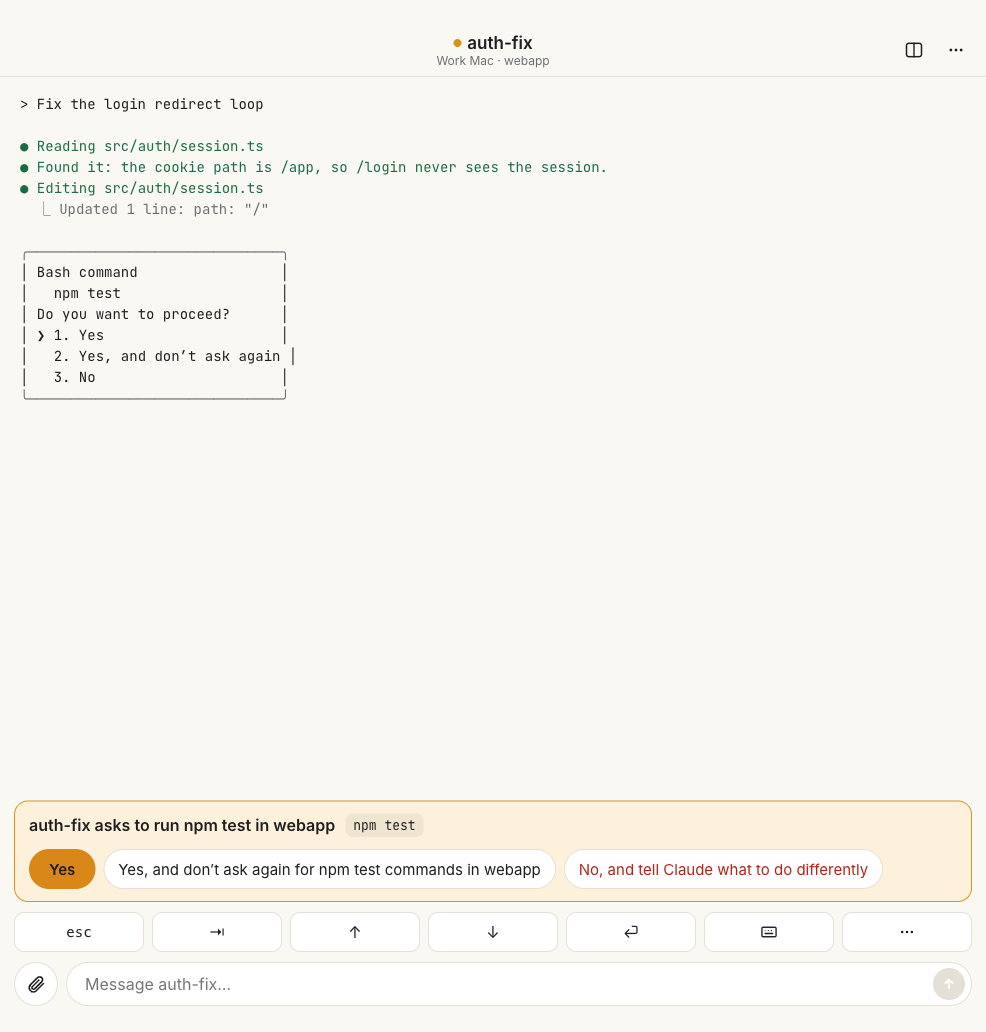 auth-fix
Work Mac · webapp
> Fix the login redirect loop
● Reading src/auth/session.ts
● Found it: the cookie path is /app, so /login never sees the session.
● Editing src/auth/session.ts
⎿ Updated 1 line: path: "/"
Bash command
npm test
Do you want to proceed?
❯ 1. Yes
2. Yes, and don’t ask again
3. No
auth-fix asks to run npm test in webapp npm test
Yes Yes, and don’t ask again for npm test commands in webapp No, and tell Claude what to do differently
esc
Message auth-fix...